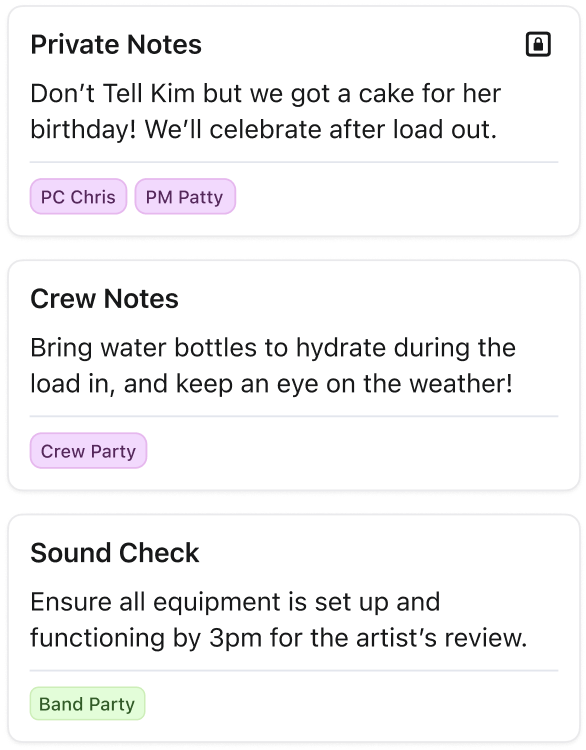 Private Notes
Don’t Tell Kim but we got a cake for her
birthday! We’ll celebrate after load out.
PC Chris PM Patty
Crew Notes
Bring water bottles to hydrate during the
load in, and keep an eye on the weather!
Crew Party
Sound Check
Ensure all equipment is set up and
functioning by 3pm for the artist’s review.
Band Party